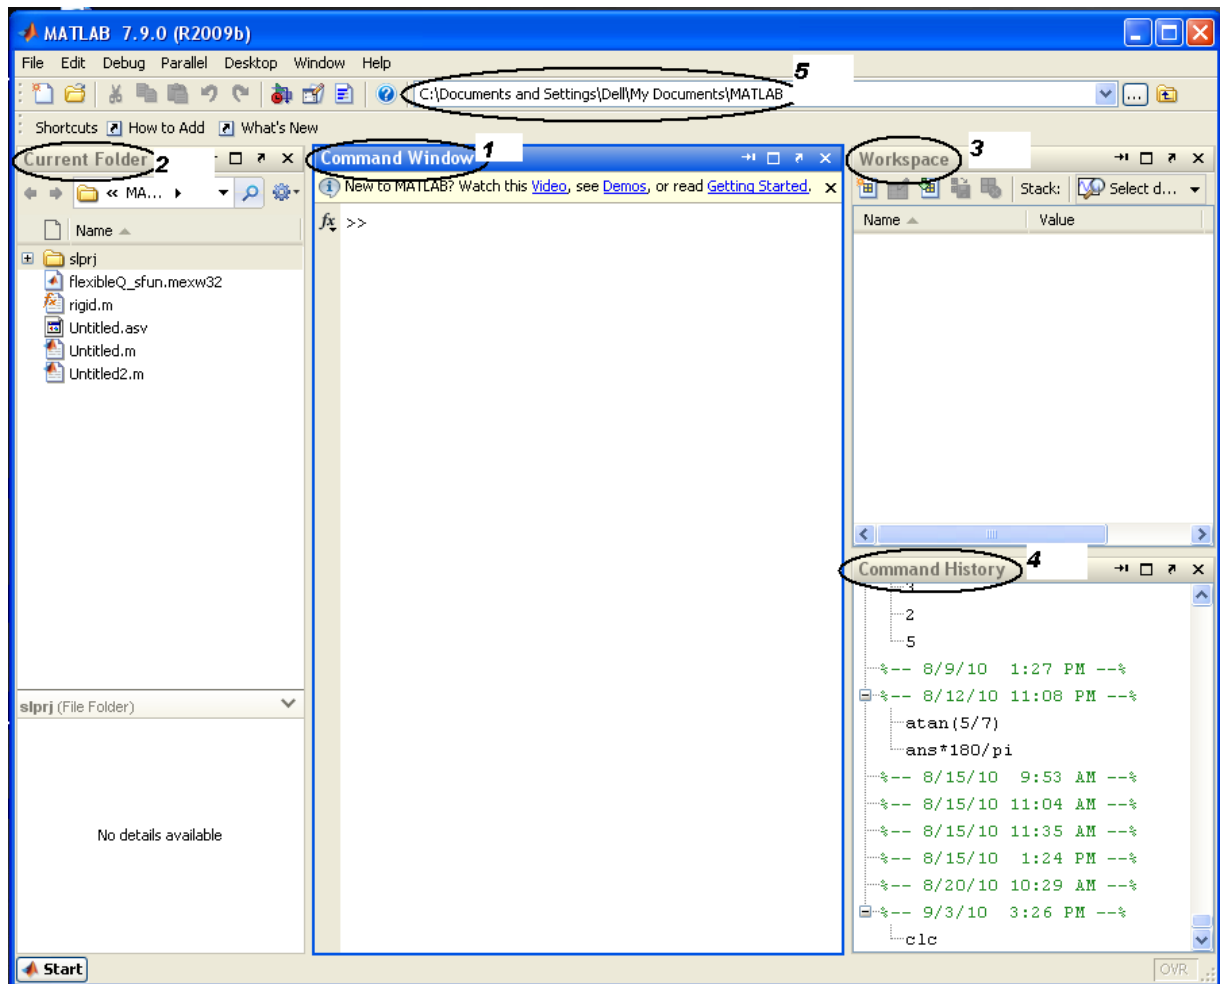 MATLAB 7.9.0 (R2009b)
File Edit Debug Parallel Desktop Window Help
5
C:\Documents and Settings\Dell\My Documents\MATLAB
...
Shortcuts How to Add What's New
Current Folder 2
« MA...
Name
slprj
flexibleQ_sfun.mexw32
rigid.m
Untitled.asv
Untitled.m
Untitled2.m
slprj (File Folder)
No details available
Command Window 1
New to MATLAB? Watch this Video, see Demos, or read Getting Started.
fx >>
Workspace 3
Stack: Select d...
Name Value
Command History 4
3
2
5
%-- 8/9/10 1:27 PM --%
%-- 8/12/10 11:08 PM --%
atan(5/7)
ans*180/pi
%-- 8/15/10 9:53 AM --%
%-- 8/15/10 11:04 AM --%
%-- 8/15/10 11:35 AM --%
%-- 8/15/10 1:24 PM --%
%-- 8/20/10 10:29 AM --%
%-- 9/3/10 3:26 PM --%
clc
Start
OVR